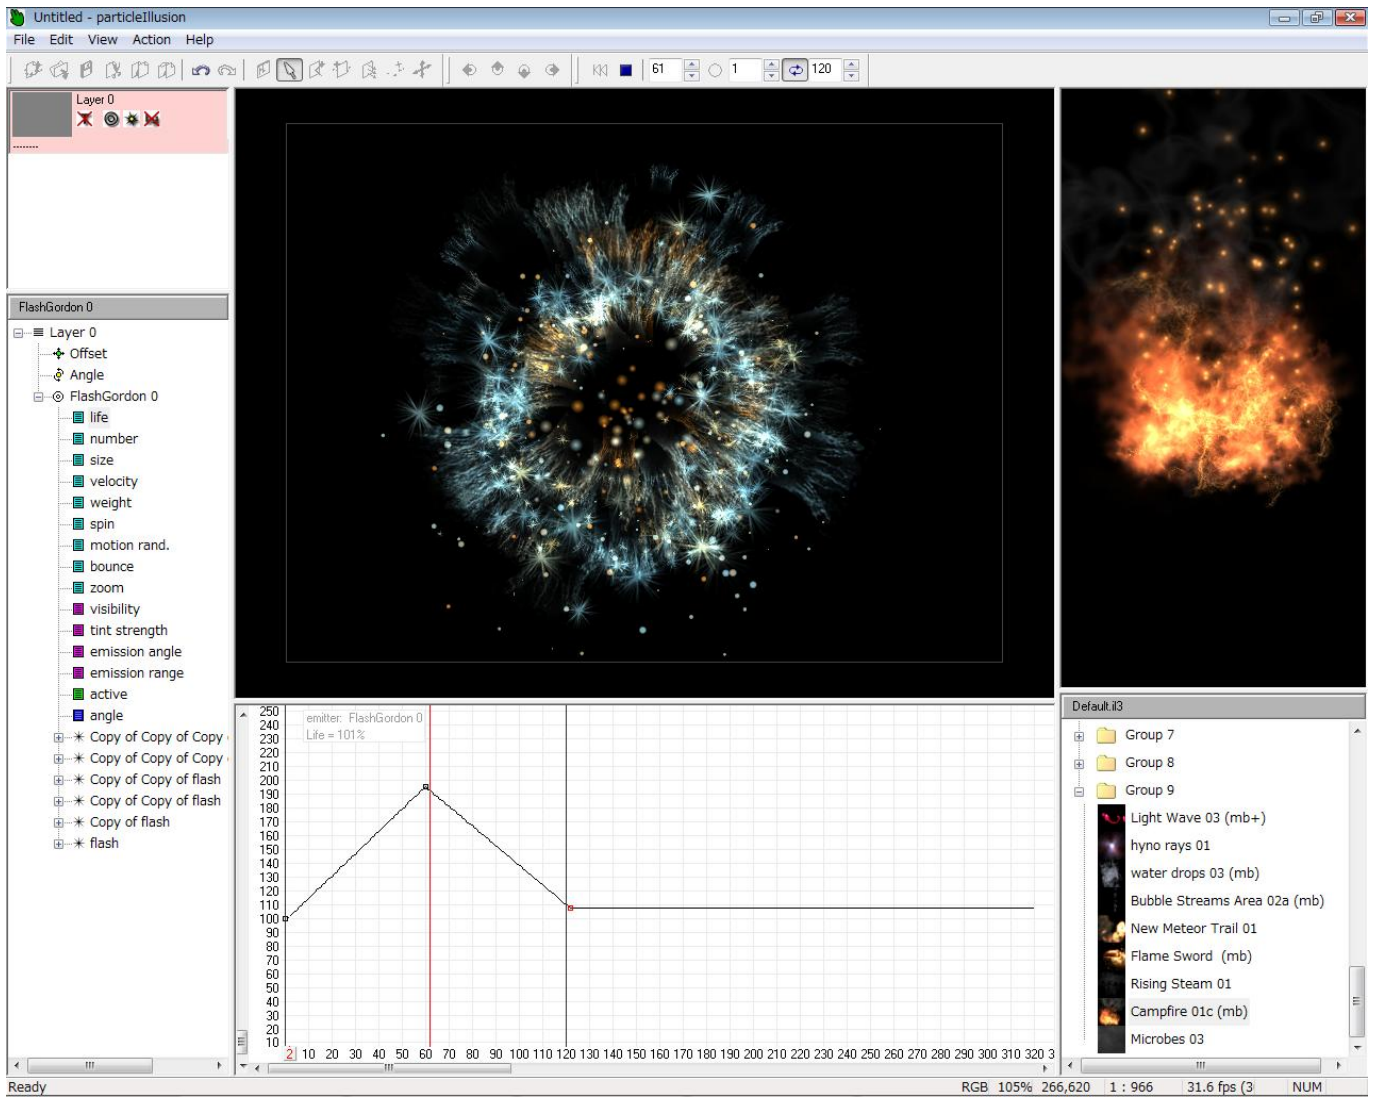 Untitled - particleIllusion
File Edit View Action Help
61 1 120
Layer 0
--------
FlashGordon 0
Layer 0
Offset
Angle
FlashGordon 0
life
number
size
velocity
weight
spin
motion rand.
bounce
zoom
visibility
tint strength
emission angle
emission range
active
angle
Copy of Copy of Copy
Copy of Copy of Copy
Copy of Copy of flash
Copy of Copy of flash
Copy of flash
flash
emitter: FlashGordon 0
Life = 101%
250
240
230
220
210
200
190
180
170
160
150
140
130
120
110
100
90
80
70
60
50
40
30
20
10
2 10 20 30 40 50 60 70 80 90 100 110 120 130 140 150 160 170 180 190 200 210 220 230 240 250 260 270 280 290 300 310 320 3
Default.il3
Group 7
Group 8
Group 9
Light Wave 03 (mb+)
hyno rays 01
water drops 03 (mb)
Bubble Streams Area 02a (mb)
New Meteor Trail 01
Flame Sword (mb)
Rising Steam 01
Campfire 01c (mb)
Microbes 03
Ready RGB 105% 266,620 1 : 966 31.6 fps (3 NUM